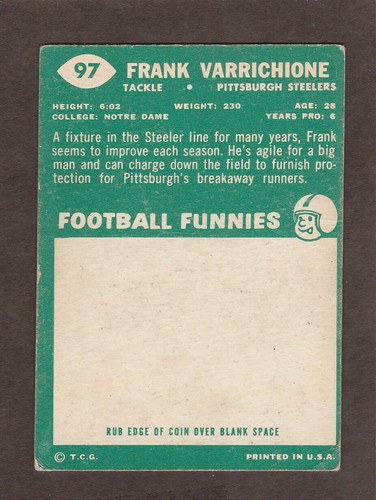 97 FRANK VARRICHIONE
TACKLE • PITTSBURGH STEELERS
HEIGHT: 6:02 WEIGHT: 230 AGE: 28
COLLEGE: NOTRE DAME YEARS PRO: 6
A fixture in the Steeler line for many years, Frank
seems to improve each season. He's agile for a big
man and can charge down the field to furnish pro-
tection for Pittsburgh's breakaway runners.
FOOTBALL FUNNIES
RUB EDGE OF COIN OVER BLANK SPACE
© T.C.G. PRINTED IN U.S.A.